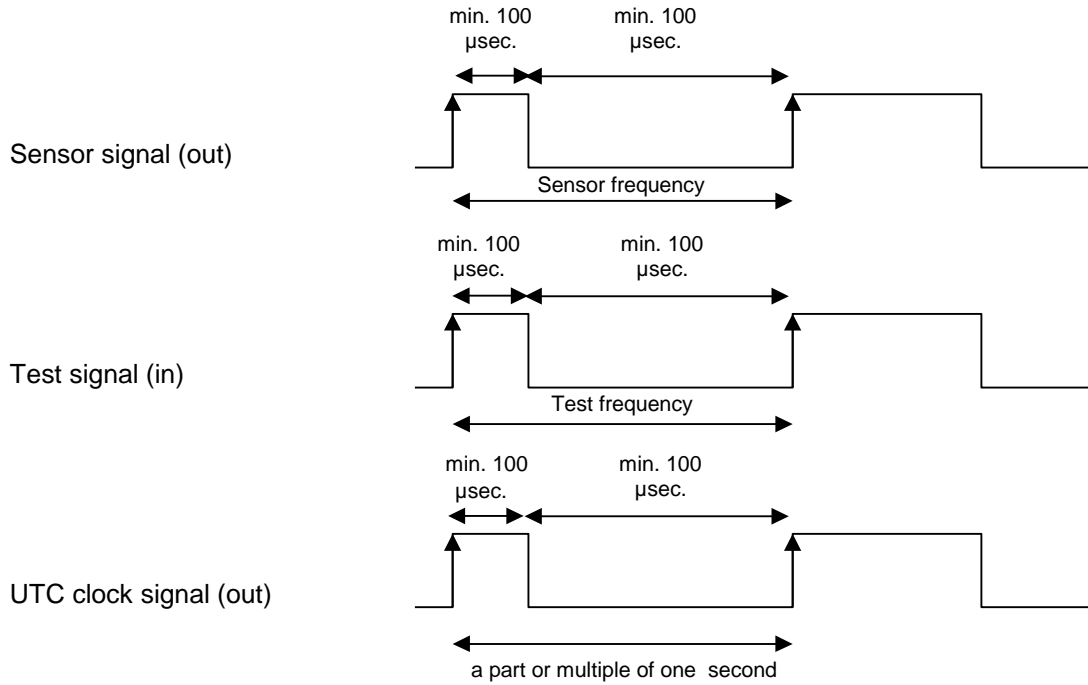 min. 100
µsec.
min. 100
µsec.
Sensor signal (out)
Sensor frequency
min. 100
µsec.
min. 100
µsec.
Test signal (in)
Test frequency
min. 100
µsec.
min. 100
µsec.
UTC clock signal (out)
a part or multiple of one second